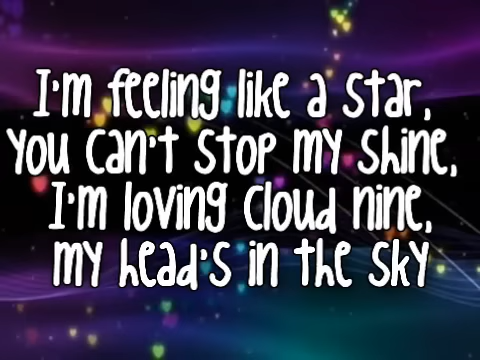 I'm feeling like a star,
You can't stop my shine,
I'm loving cloud nine,
my head's in the sky